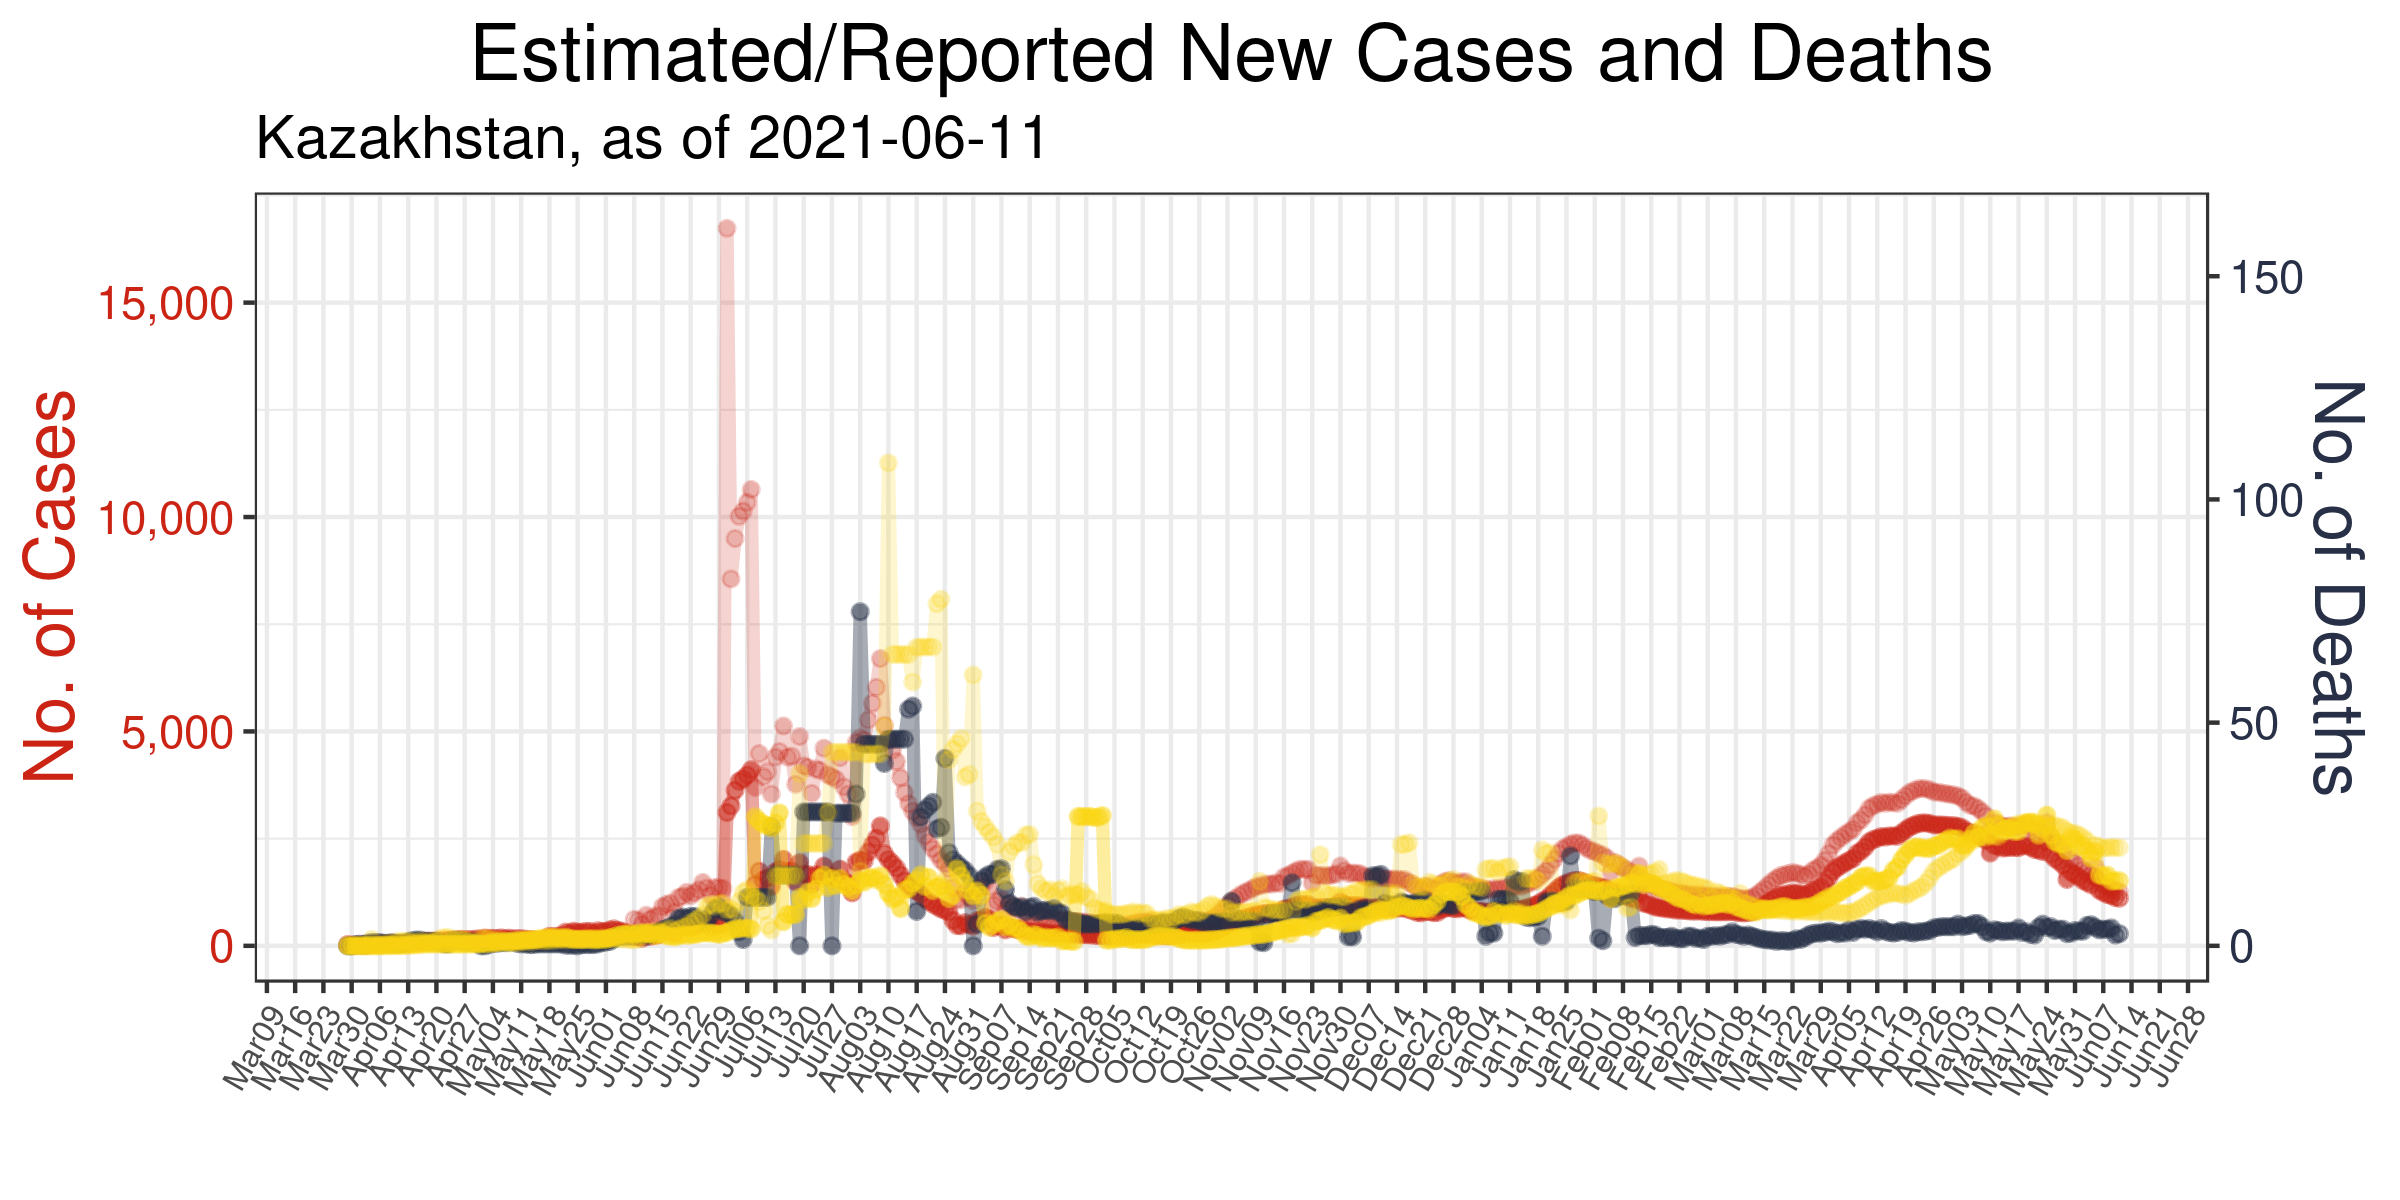 Estimated/Reported New Cases and Deaths
Kazakhstan, as of 2021-06-11
No. of Cases
15,000
10,000
5,000
0
150
100
50
0
No. of Deaths
Mar09 Mar16 Mar23 Mar30 Apr06 Apr13 Apr20 Apr27 May04 May11 May18 May25 Jun01 Jun08 Jun15 Jun22 Jun29 Jul06 Jul13 Jul20 Jul27 Aug03 Aug10 Aug17 Aug24 Aug31 Sep07 Sep14 Sep21 Sep28 Oct05 Oct12 Oct19 Oct26 Nov02 Nov09 Nov16 Nov23 Nov30 Dec07 Dec14 Dec21 Dec28 Jan04 Jan11 Jan18 Jan25 Feb01 Feb08 Feb15 Feb22 Mar01 Mar08 Mar15 Mar22 Mar29 Apr05 Apr12 Apr19 Apr26 May03 May10 May17 May24 May31 Jun07 Jun14 Jun21 Jun28